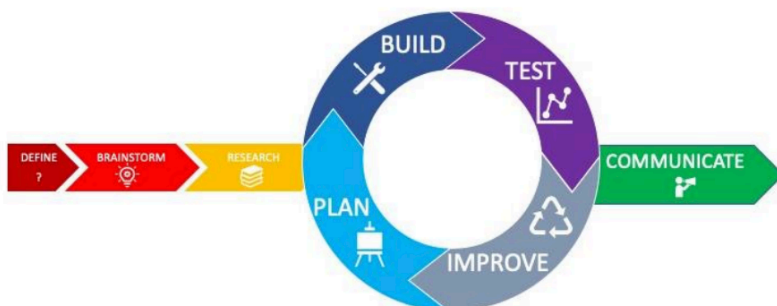 DEFINE
?
BRAINSTORM
RESEARCH
PLAN
BUILD
TEST
IMPROVE
COMMUNICATE